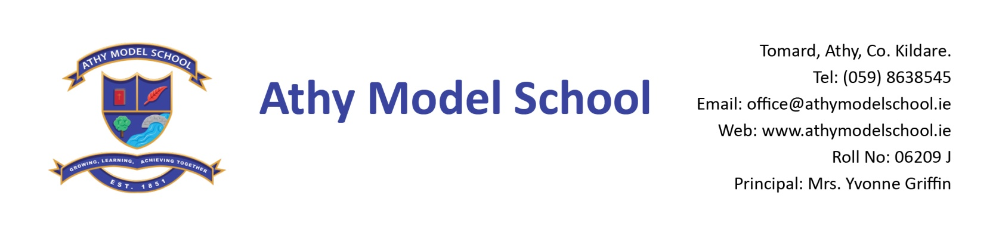 ATHY MODEL SCHOOL
GROWING, LEARNING, ACHIEVING TOGETHER
EST. 1851
Athy Model School
Tomard, Athy, Co. Kildare.
Tel: (059) 8638545
Email: office@athymodelschool.ie
Web: www.athymodelschool.ie
Roll No: 06209 J
Principal: Mrs. Yvonne Griffin